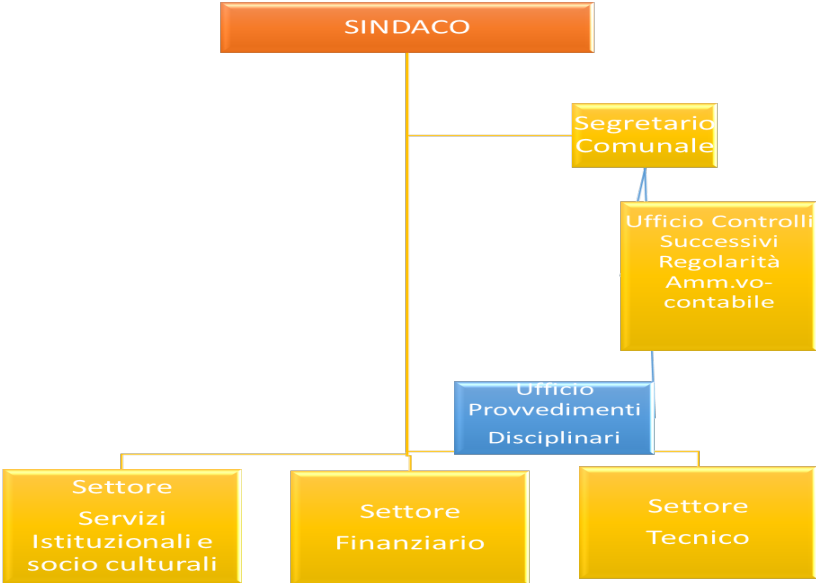 SINDACO
Segretario
Comunale
Ufficio Controlli
Successivi
Regolarità
Amm.vo-
contabile
Ufficio
Provvedimenti
Disciplinari
Settore
Servizi
Istituzionali e
socio culturali
Settore
Finanziario
Settore
Tecnico